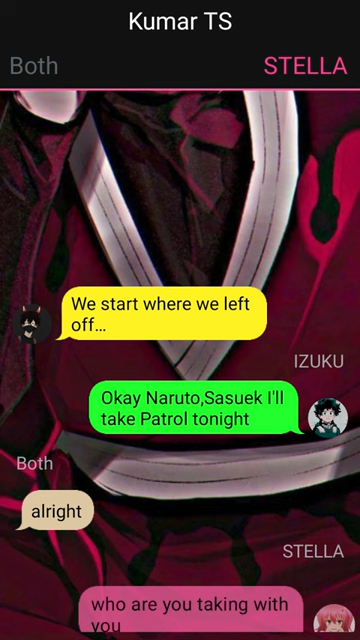 Kumar TS
Both STELLA
We start where we left
off...
IZUKU
Okay Naruto,Sasuek I'll
take Patrol tonight
Both
alright
STELLA
who are you taking with
you